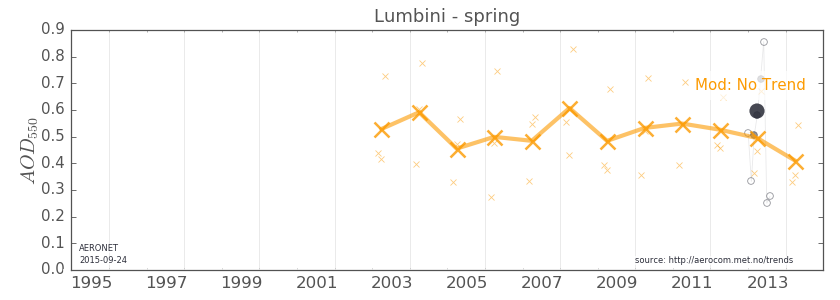 Lumbini - spring
0.9
0.8
0.7
0.6
0.5
0.4
0.3
0.2
0.1
0.0
AOD550
Mod: No Trend
AERONET
2015-09-24
source: http://aerocom.met.no/trends
1995 1997 1999 2001 2003 2005 2007 2009 2011 2013